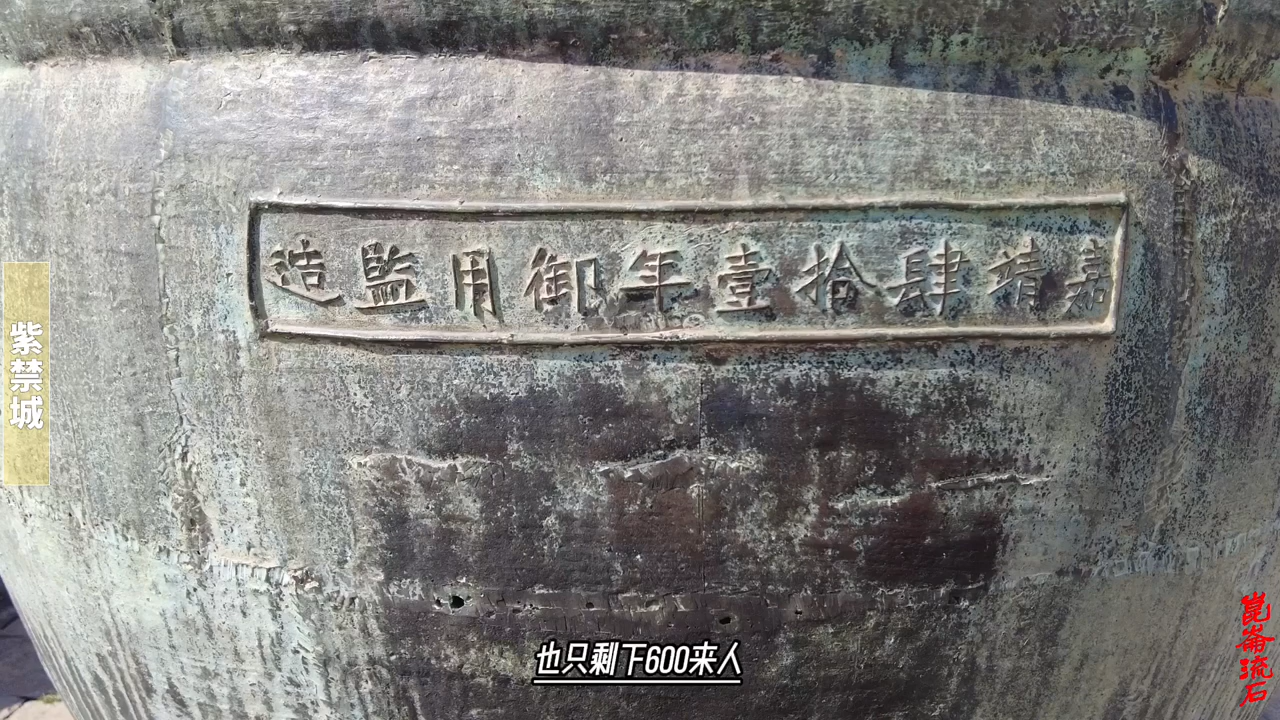 嘉靖肆拾壹年御用監造
紫禁城
也只剩下600来人
崑崙流石